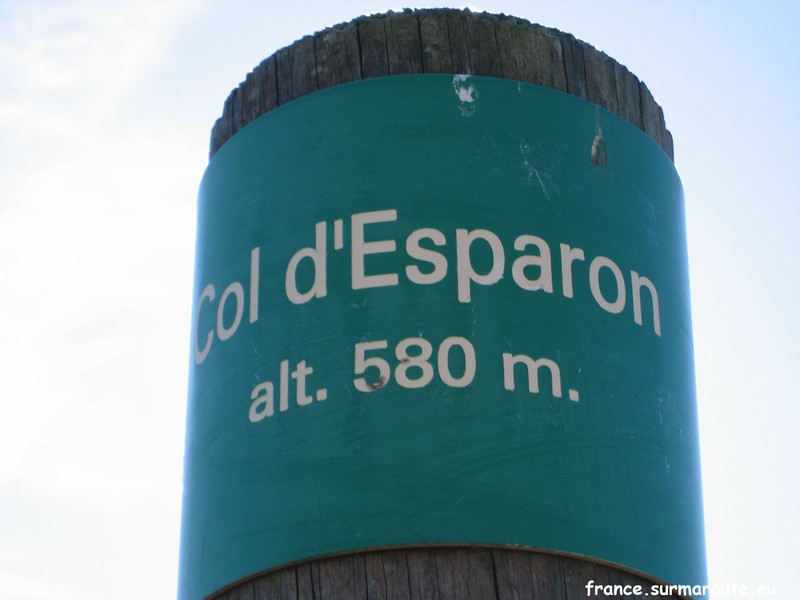 Col d'Esparon
alt. 580 m.
france.surmaroute.eu